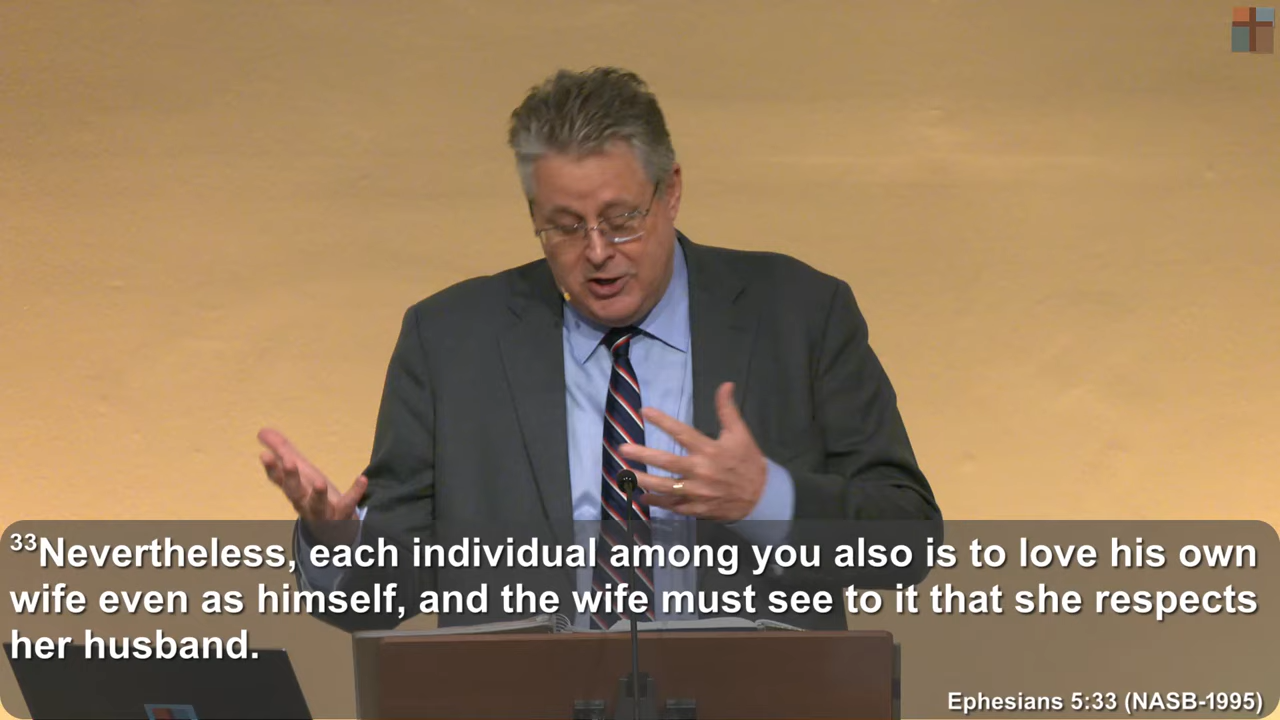 ³³Nevertheless, each individual among you also is to love his own
wife even as himself, and the wife must see to it that she respects
her husband.
Ephesians 5:33 (NASB-1995)